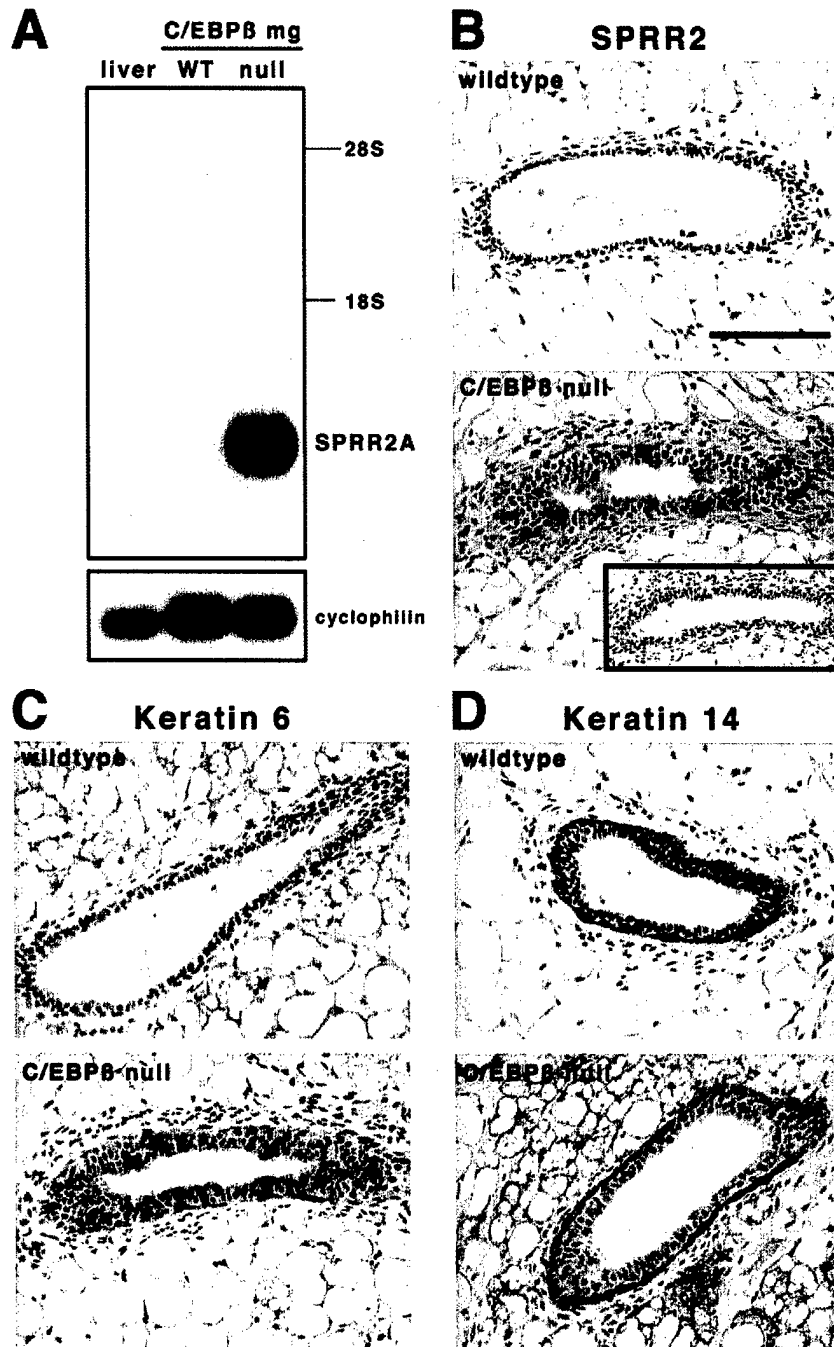 A
C/EBPß mg
liver WT null
28S
18S
SPRR2A
cyclophilin
B SPRR2
wildtype
C/EBPß null
C Keratin 6
wildtype
C/EBPß null
D Keratin 14
wildtype
C/EBPß null